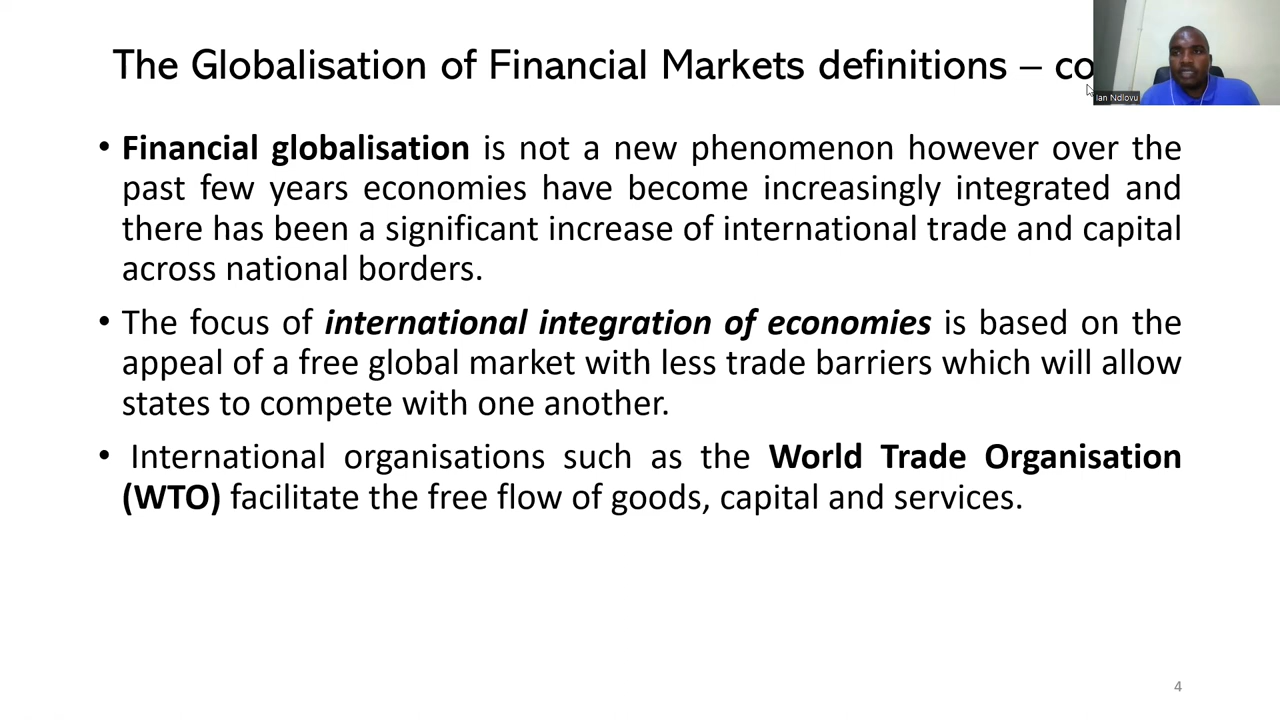 The Globalisation of Financial Markets definitions – co
Ian Ndlovu
• Financial globalisation is not a new phenomenon however over the
past few years economies have become increasingly integrated and
there has been a significant increase of international trade and capital
across national borders.
• The focus of international integration of economies is based on the
appeal of a free global market with less trade barriers which will allow
states to compete with one another.
• International organisations such as the World Trade Organisation
(WTO) facilitate the free flow of goods, capital and services.
4